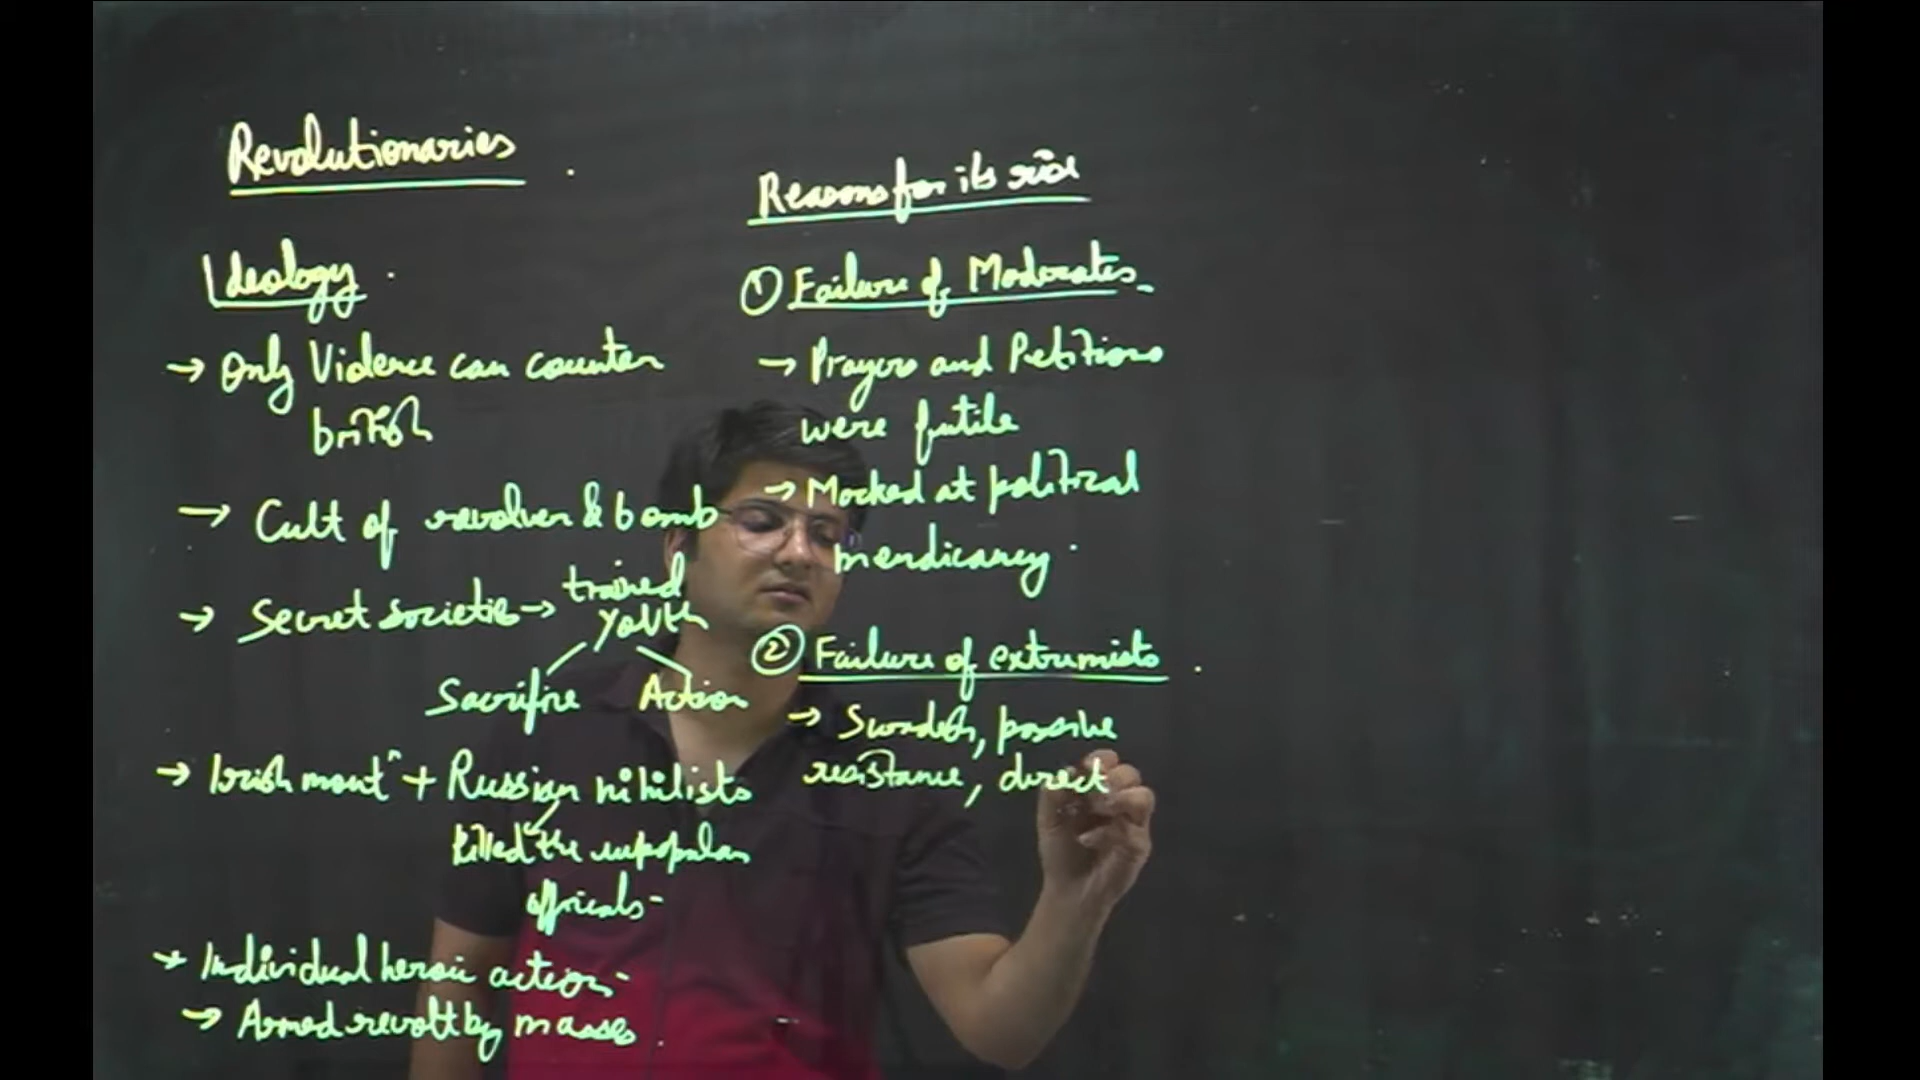 Revolutionaries
Ideology
→ Only Violence can counter
british
→ Cult of revolver & bomb
→ Secret societies → trained
youth
Sacrifice Action
→ Irish movt + Russian nihilists
killed the unpopular
officals
→ Individual heroic action
→ Armed revolt by masses
Reasons for its rise
① Failure of Moderates
→ Prayers and Petitions
were futile
→ Mocked at political
mendicancy
② Failure of extremists
→ Swadeshi, passive
resistance, direct